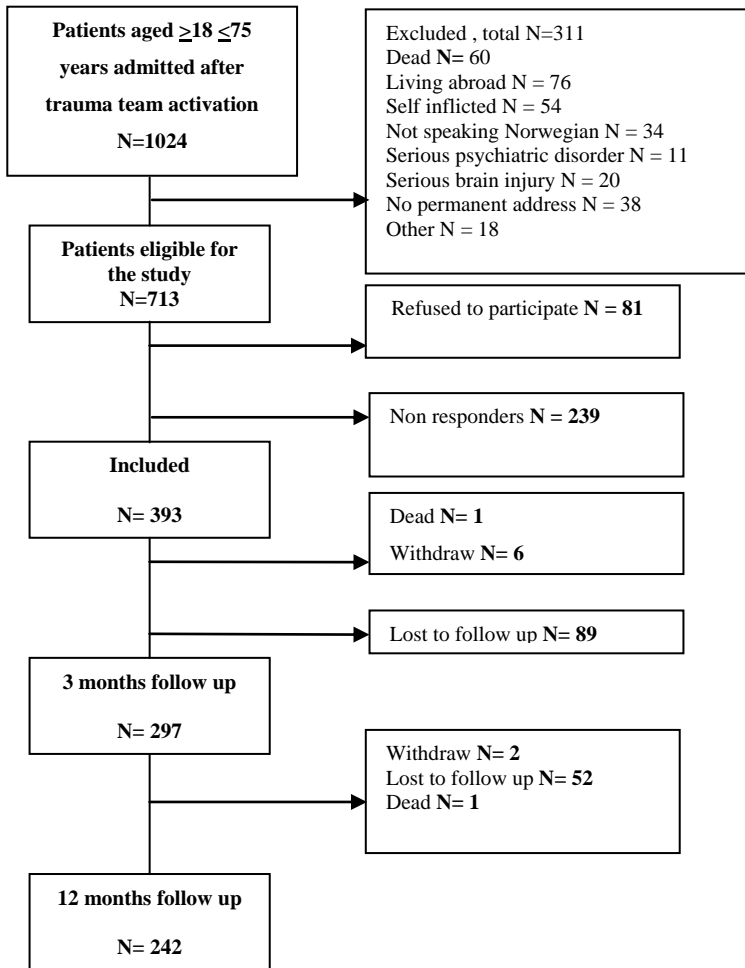 Patients aged ≥18 ≤75
years admitted after
trauma team activation
N=1024
Excluded , total N=311
Dead N= 60
Living abroad N = 76
Self inflicted N = 54
Not speaking Norwegian N = 34
Serious psychiatric disorder N = 11
Serious brain injury N = 20
No permanent address N = 38
Other N = 18
Patients eligible for
the study
N=713
Refused to participate N = 81
Non responders N = 239
Included
N= 393
Dead N= 1
Withdraw N= 6
Lost to follow up N= 89
3 months follow up
N= 297
Withdraw N= 2
Lost to follow up N= 52
Dead N= 1
12 months follow up
N= 242